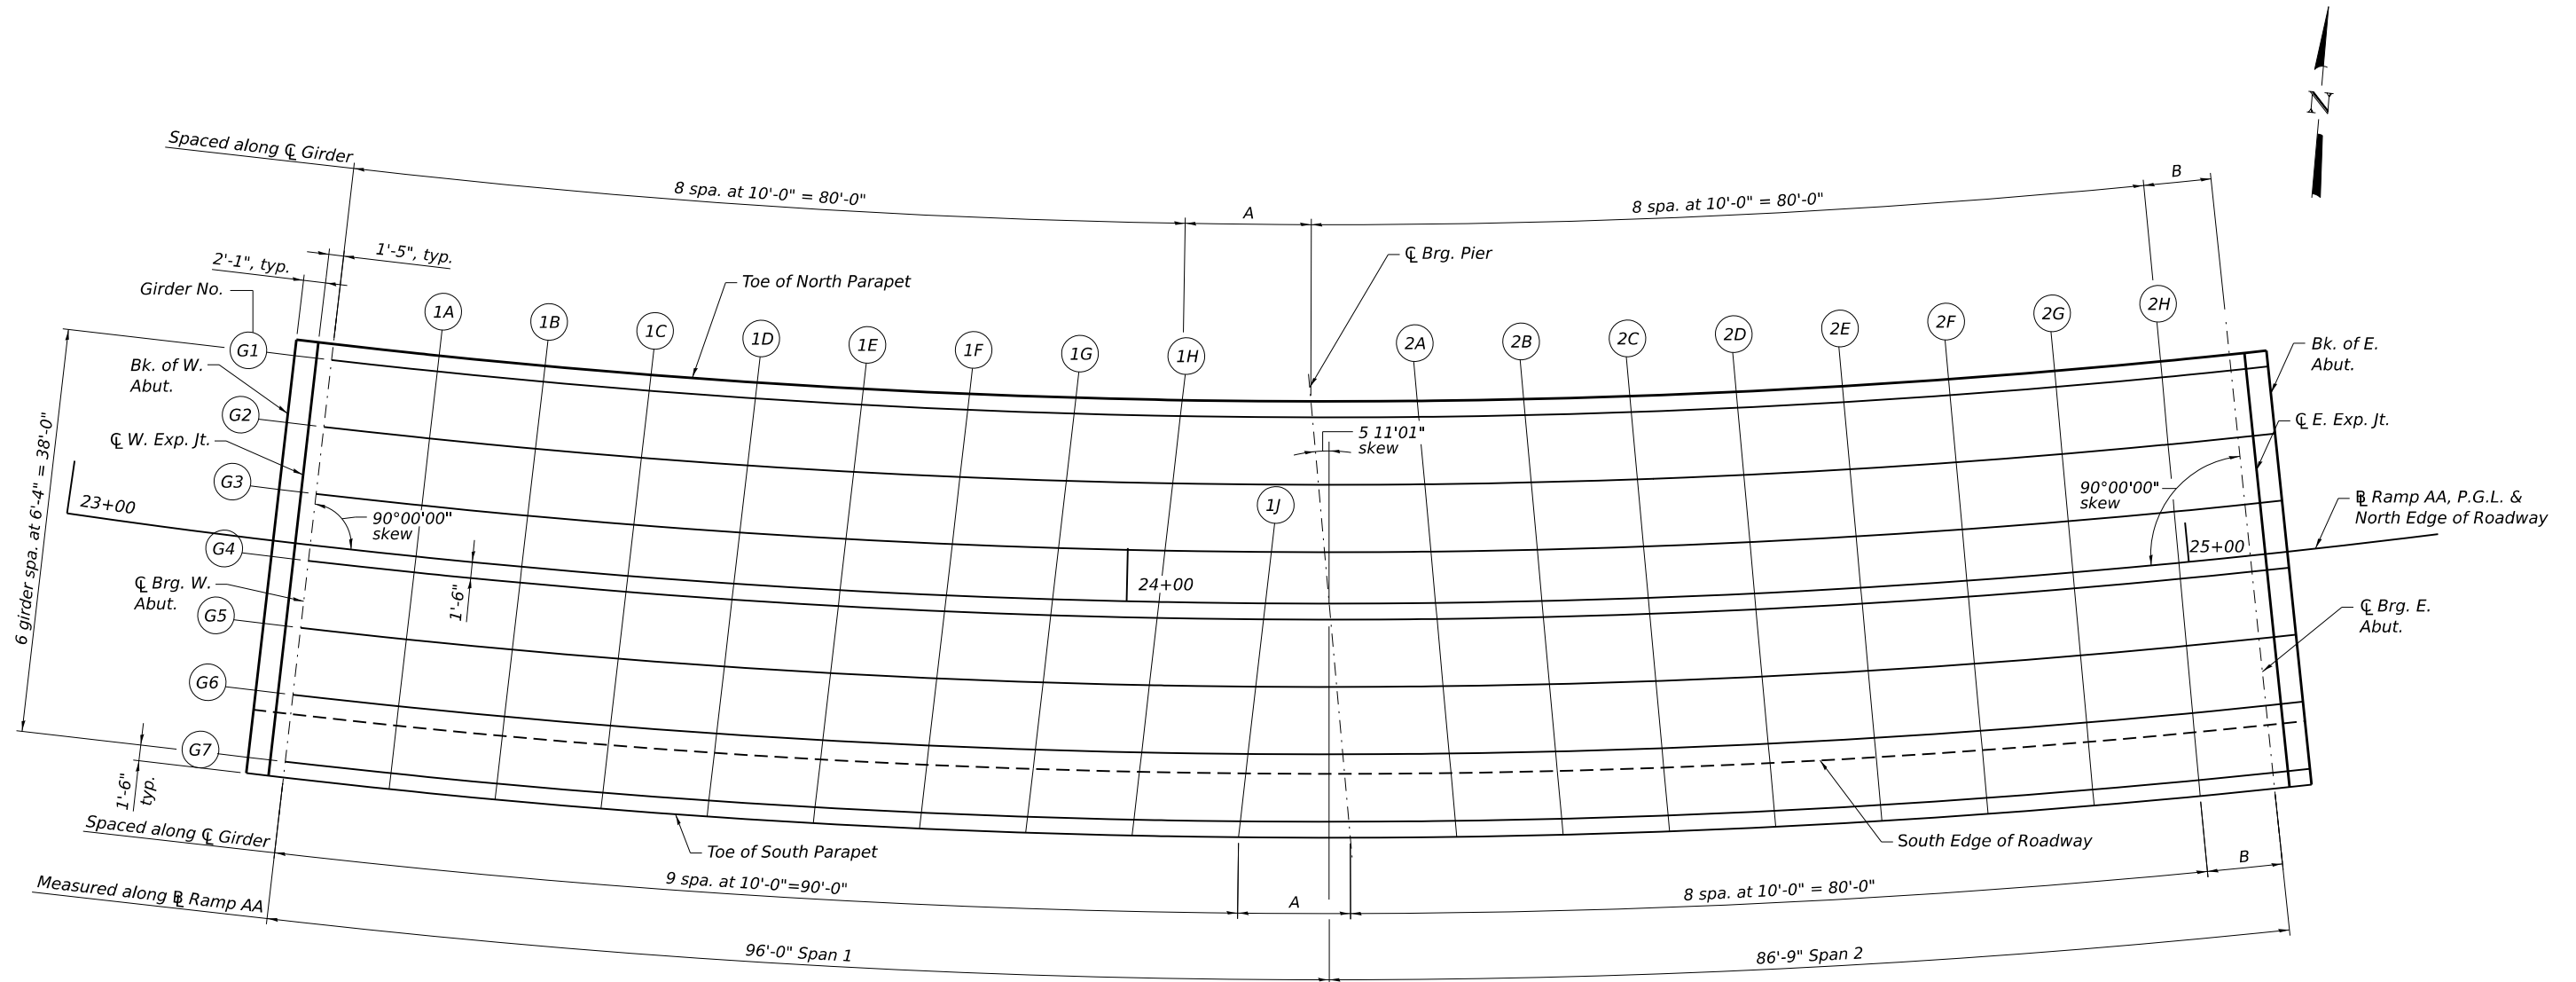 N
Spaced along ℄ Girder
8 spa. at 10'-0" = 80'-0"
A
8 spa. at 10'-0" = 80'-0"
B
2'-1", typ.
1'-5", typ.
Girder No.
Toe of North Parapet
℄ Brg. Pier
1A
1B
1C
1D
1E
1F
1G
1H
1J
2A
2B
2C
2D
2E
2F
2G
2H
G1
G2
G3
G4
G5
G6
G7
Bk. of W.
Abut.
℄ W. Exp. Jt.
6 girder spa. at 6'-4" = 38'-0"
23+00
90°00'00"
skew
5 11'01"
skew
24+00
90°00'00"
skew
25+00
Bk. of E.
Abut.
℄ E. Exp. Jt.
BL Ramp AA, P.G.L. &
North Edge of Roadway
℄ Brg. W.
Abut.
1'-6"
℄ Brg. E.
Abut.
1'-6"
typ.
Toe of South Parapet
South Edge of Roadway
Spaced along ℄ Girder
9 spa. at 10'-0"=90'-0"
A
8 spa. at 10'-0" = 80'-0"
B
Measured along BL Ramp AA
96'-0" Span 1
86'-9" Span 2